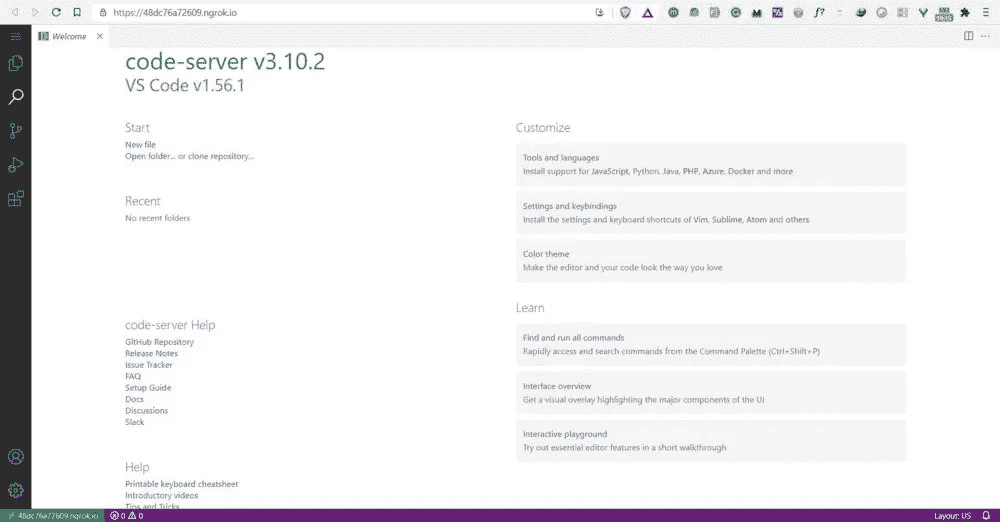 https://48dc76a72609.ngrok.io
Welcome
code-server v3.10.2
VS Code v1.56.1
Start
New file
Open folder... or clone repository...
Recent
No recent folders
code-server Help
GitHub Repository
Release Notes
Issue Tracker
FAQ
Setup Guide
Docs
Discussions
Slack
Help
Printable keyboard cheatsheet
Introductory videos
Tips and Tricks
Customize
Tools and languages
Install support for JavaScript, Python, Java, PHP, Azure, Docker and more
Settings and keybindings
Install the settings and keyboard shortcuts of Vim, Sublime, Atom and others
Color theme
Make the editor and your code look the way you love
Learn
Find and run all commands
Rapidly access and search commands from the Command Palette (Ctrl+Shift+P)
Interface overview
Get a visual overlay highlighting the major components of the UI
Interactive playground
Try out essential editor features in a short walkthrough
48dc76a72609.ngrok.io
0 0
Layout: US